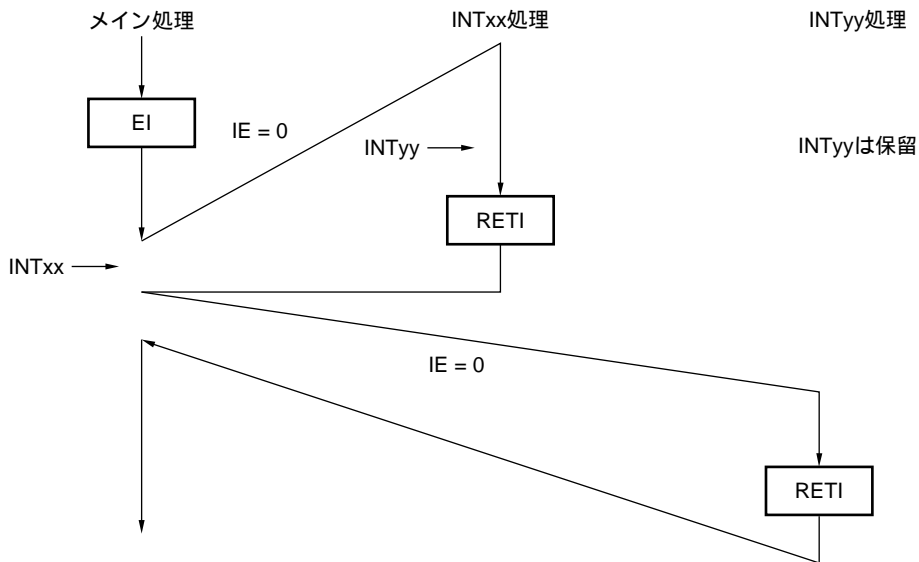 メイン処理
INTxx処理
INTyy処理
EI
IE = 0
INTyy
INTyyは保留
RETI
INTxx
IE = 0
RETI